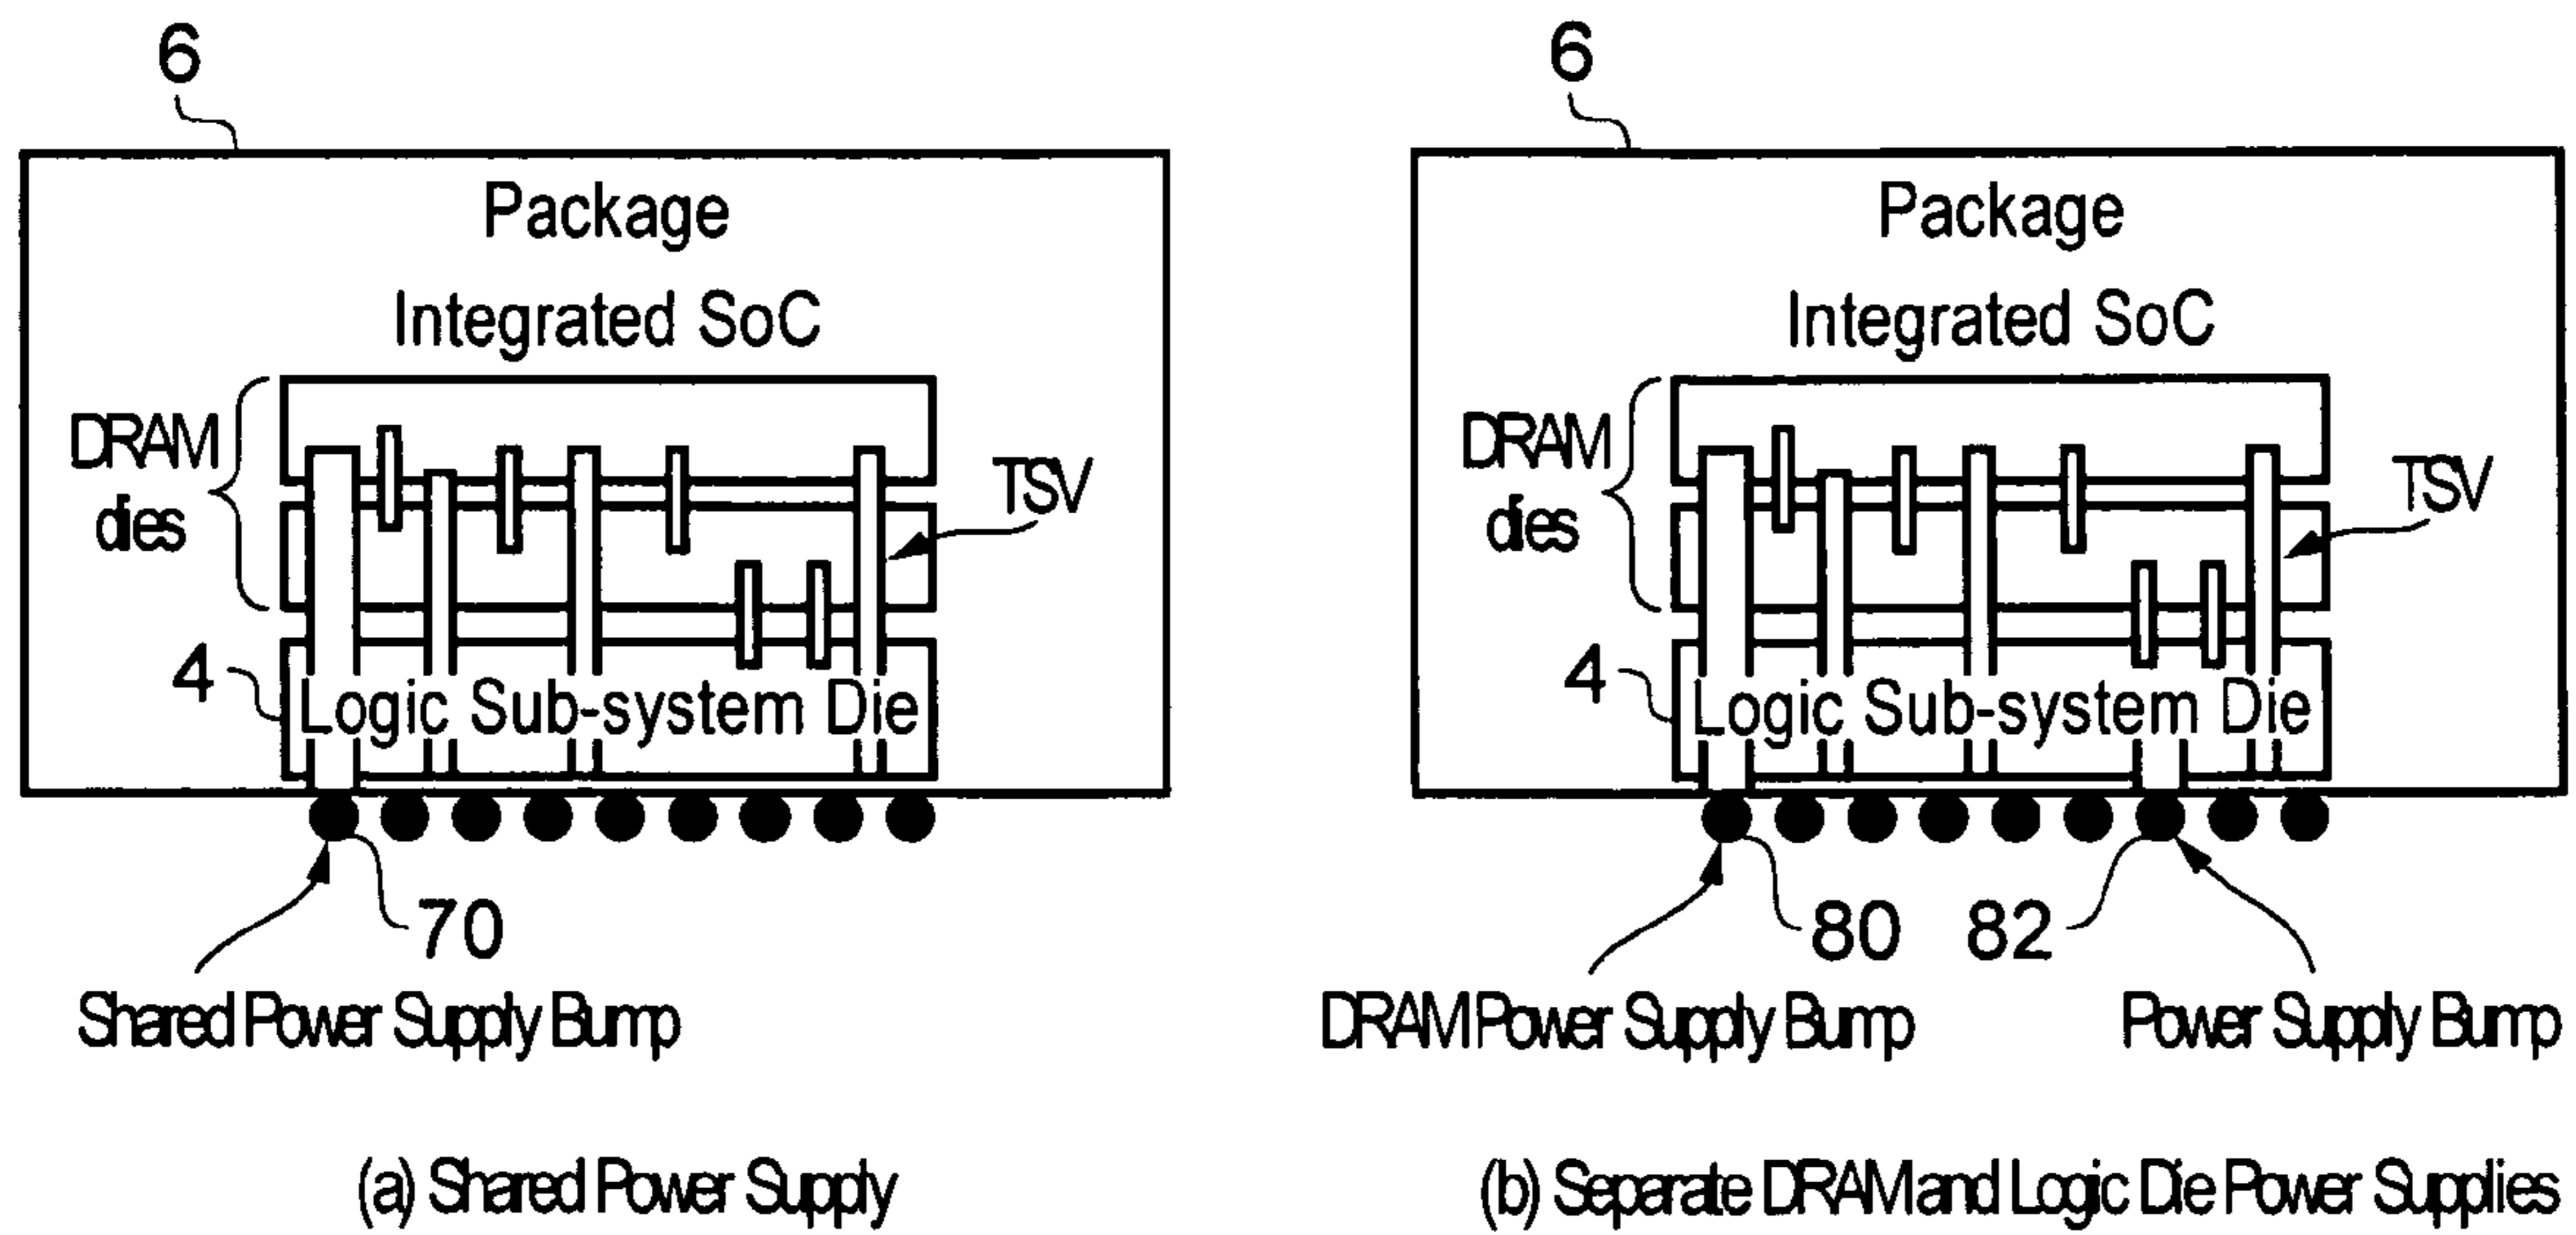 6
Package
Integrated SoC
DRAM
dies
TSV
4
Logic Sub-system Die
70
Shared Power Supply Bump
(a) Shared Power Supply
6
Package
Integrated SoC
DRAM
dies
TSV
4
Logic Sub-system Die
80
82
DRAM Power Supply Bump
Power Supply Bump
(b) Separate DRAM and Logic Die Power Supplies